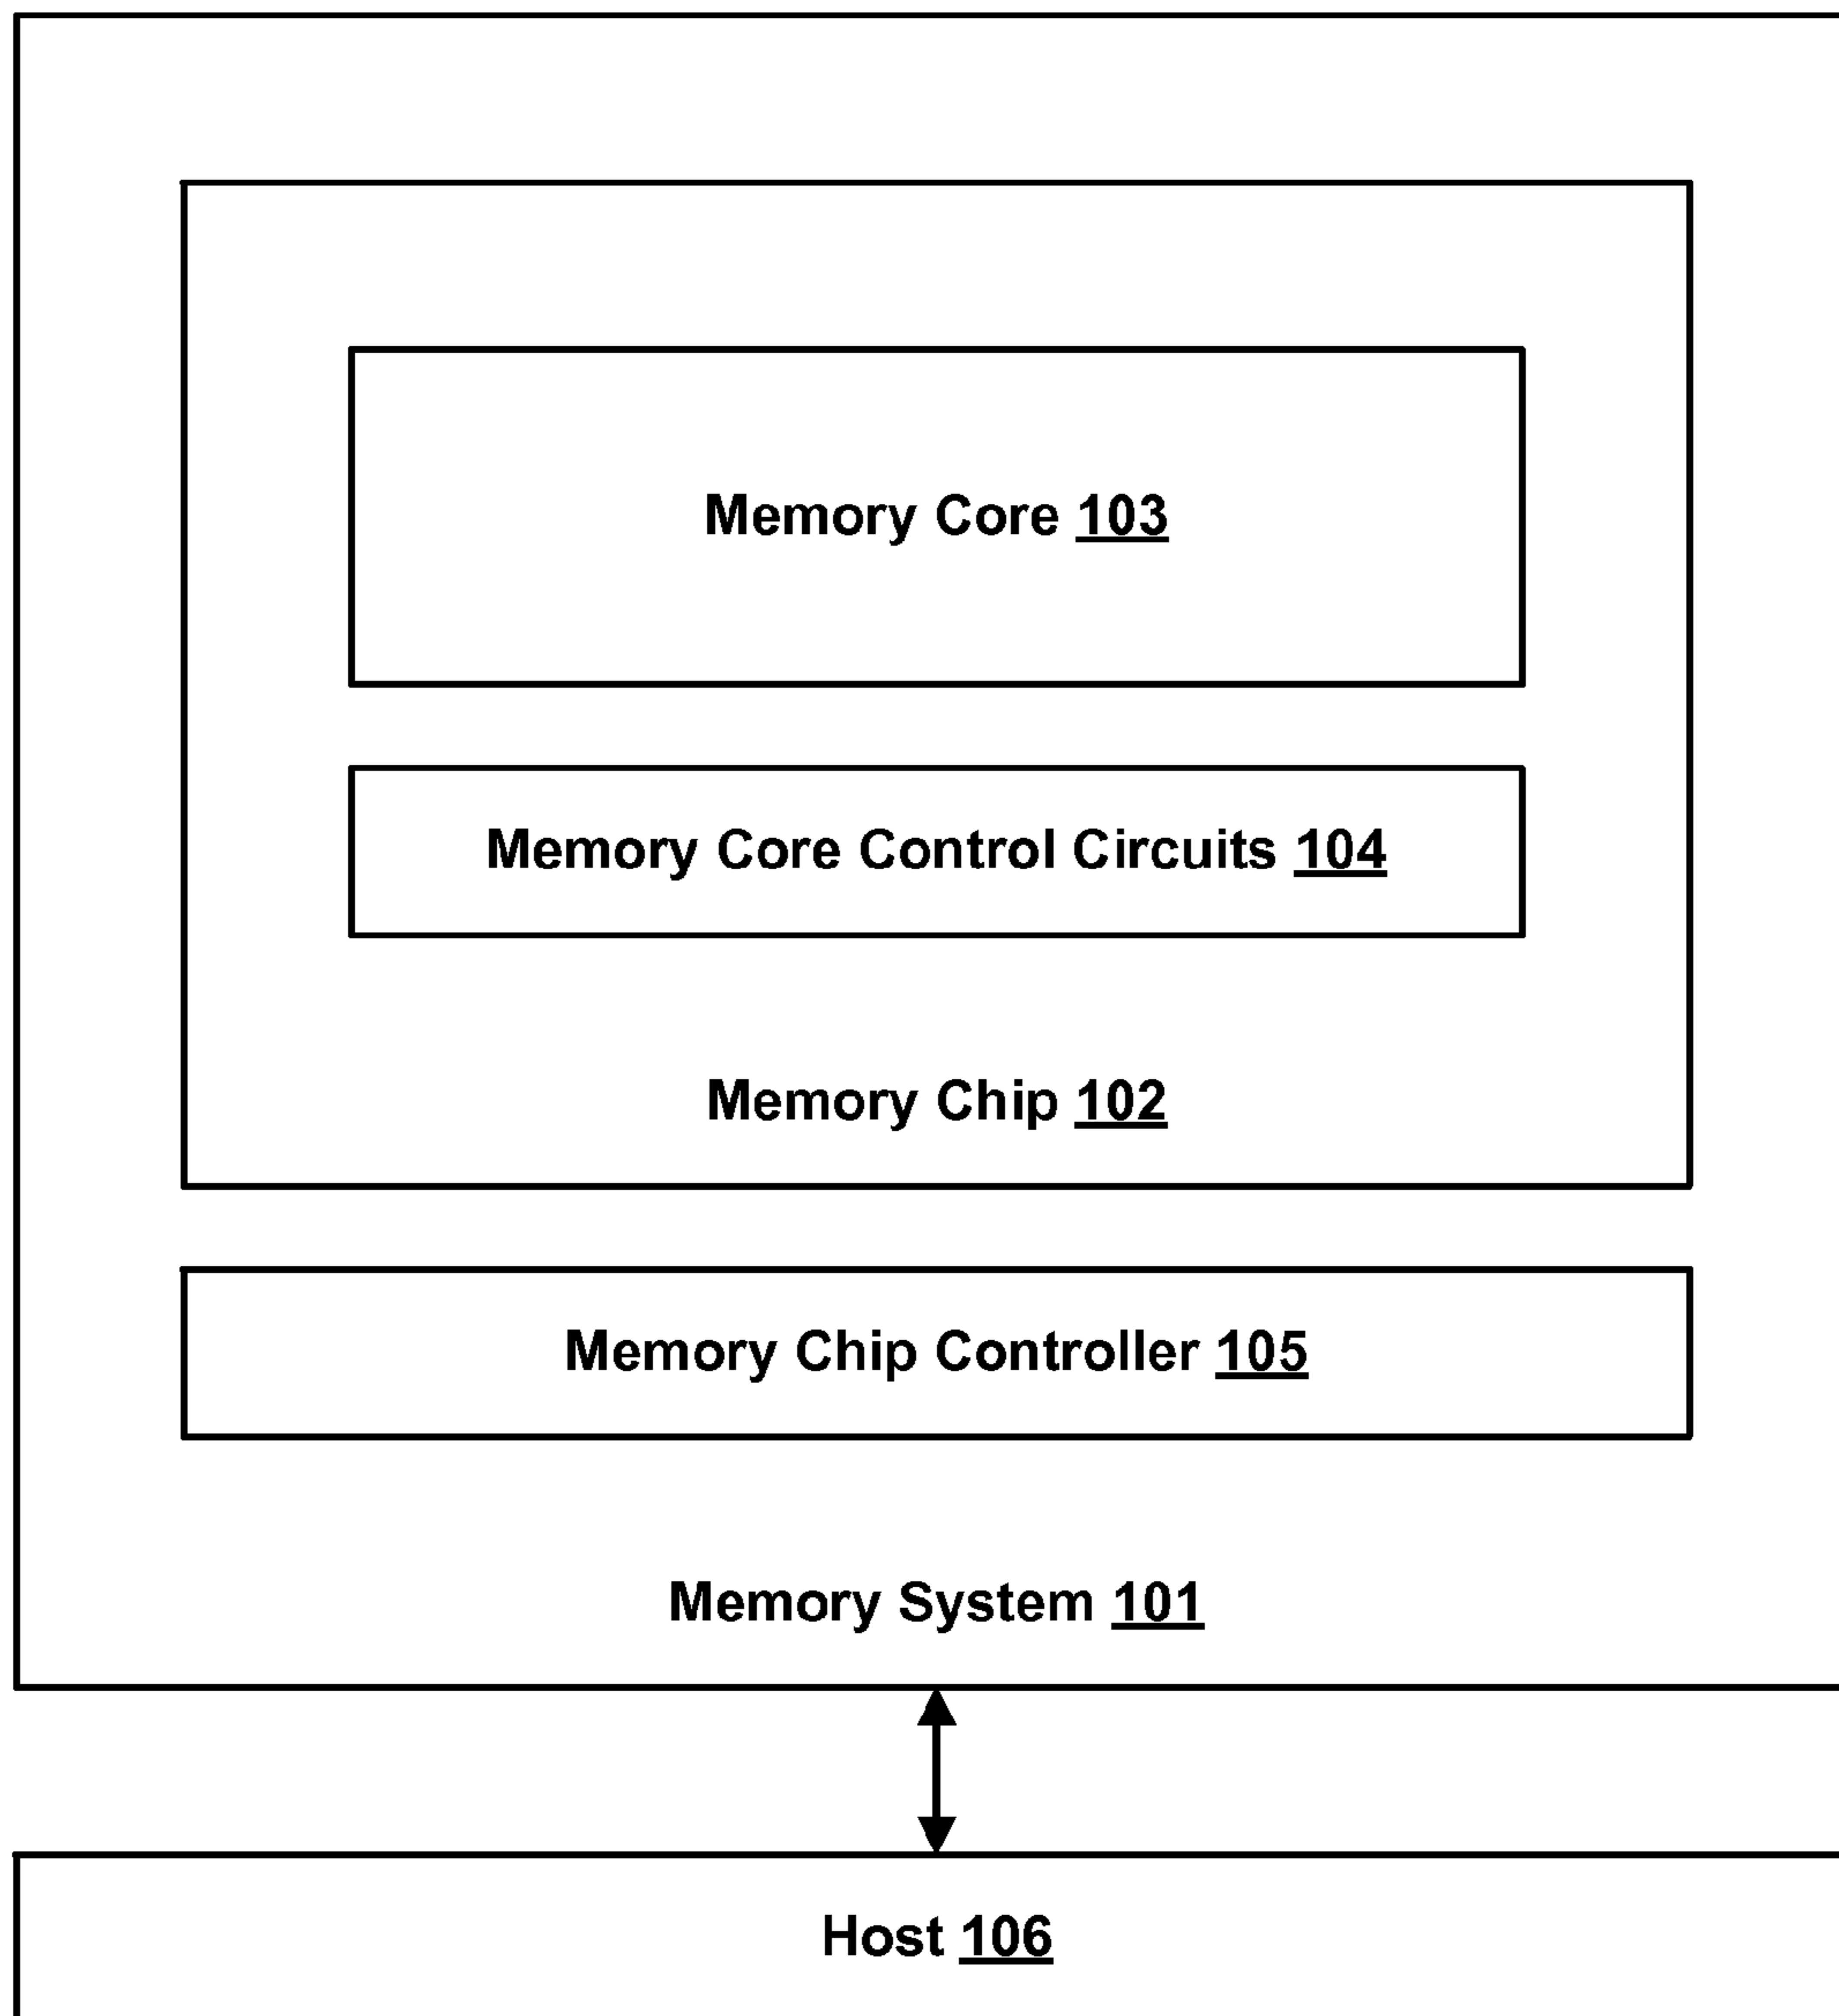 Memory Core 103
Memory Core Control Circuits 104
Memory Chip 102
Memory Chip Controller 105
Memory System 101
Host 106